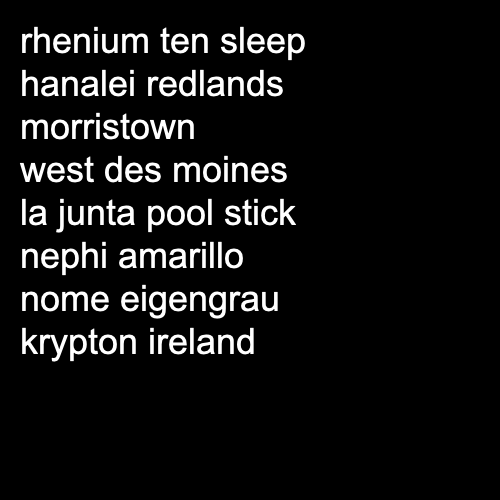 rhenium ten sleep
hanalei redlands
morristown
west des moines
la junta pool stick
nephi amarillo
nome eigengrau
krypton ireland